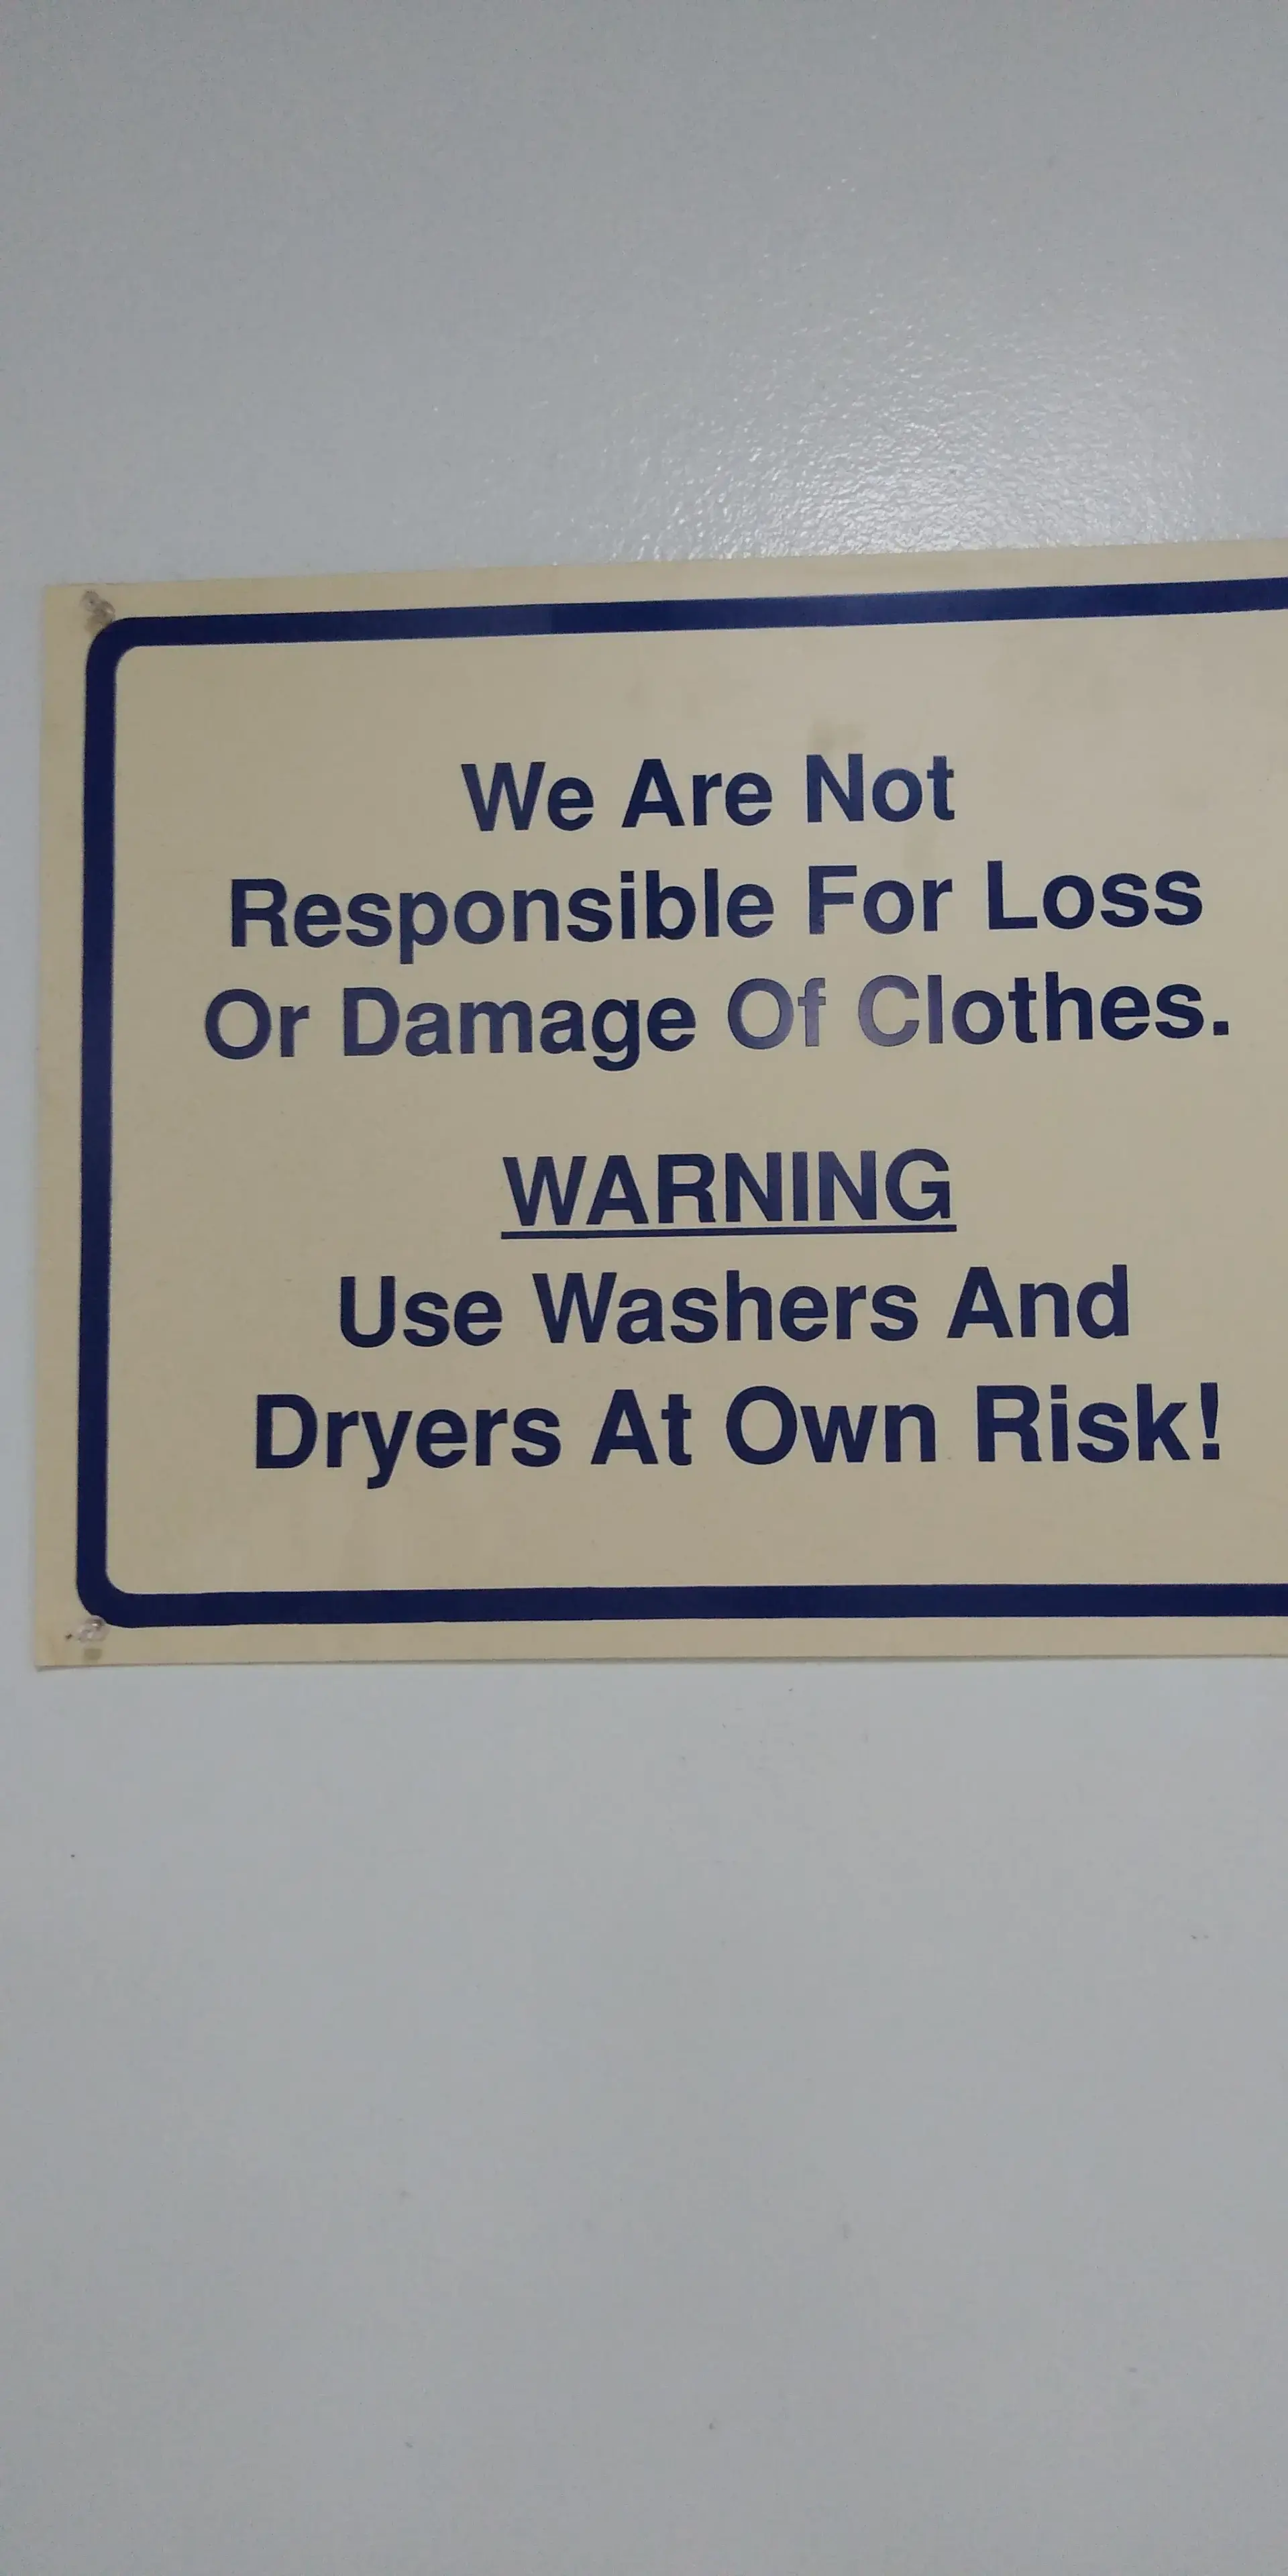 We Are Not
Responsible For Loss
Or Damage Of Clothes.
WARNING
Use Washers And
Dryers At Own Risk!